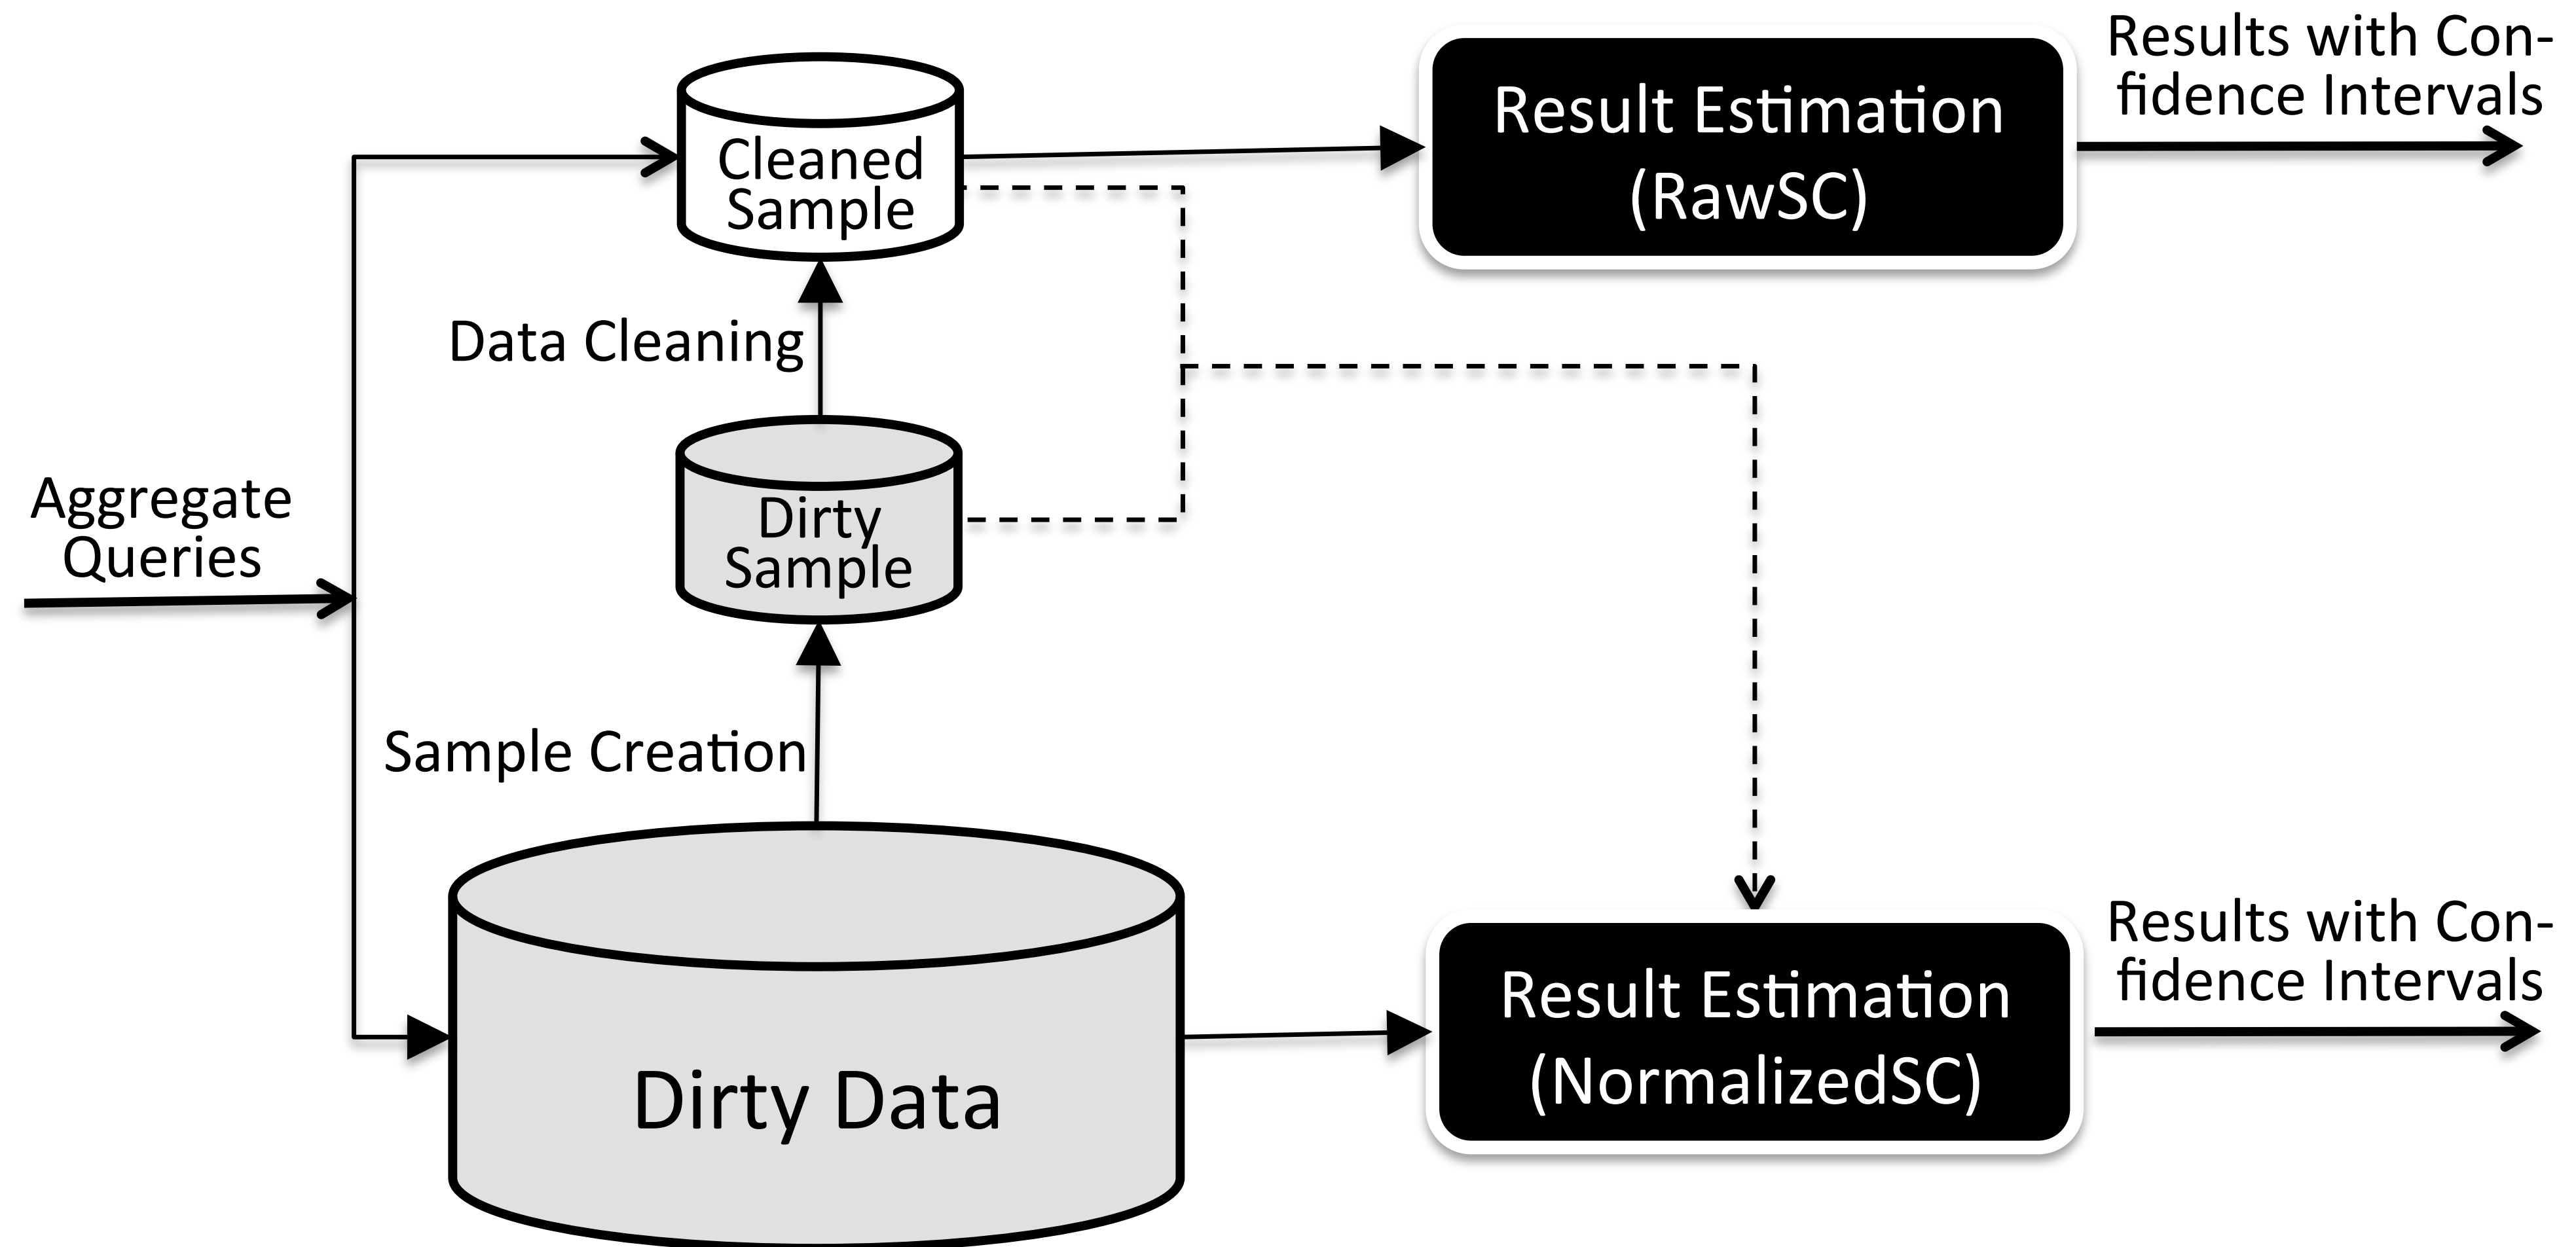 Results with Con-
fidence Intervals
Result Estimation
(RawSC)
Cleaned
Sample
Data Cleaning
Aggregate
Queries
Dirty
Sample
Sample Creation
Results with Con-
fidence Intervals
Result Estimation
(NormalizedSC)
Dirty Data